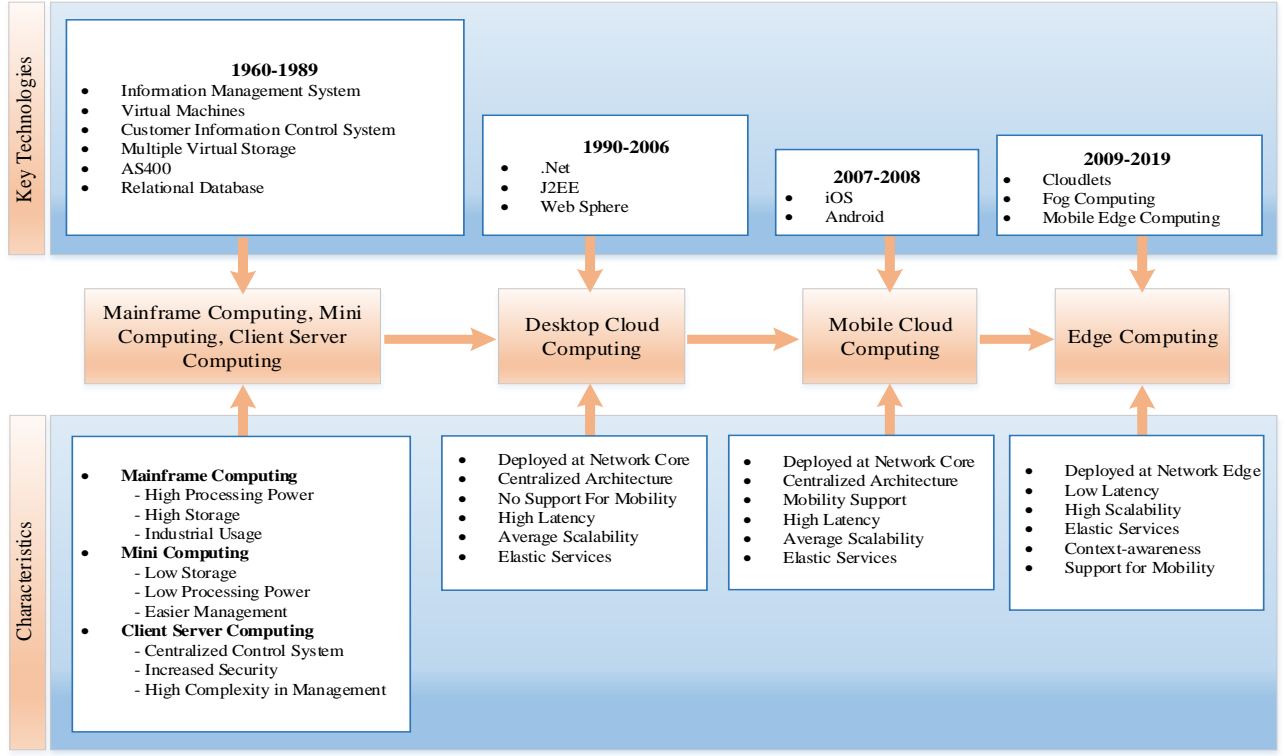 Key Technologies
1960-1989
• Information Management System
• Virtual Machines
• Customer Information Control System
• Multiple Virtual Storage
• AS400
• Relational Database
1990-2006
• .Net
• J2EE
• Web Sphere
2007-2008
• iOS
• Android
2009-2019
• Cloudlets
• Fog Computing
• Mobile Edge Computing
Mainframe Computing, Mini
Computing, Client Server
Computing
Desktop Cloud
Computing
Mobile Cloud
Computing
Edge Computing
Characteristics
• Mainframe Computing
- High Processing Power
- High Storage
- Industrial Usage
• Mini Computing
- Low Storage
- Low Processing Power
- Easier Management
• Client Server Computing
- Centralized Control System
- Increased Security
- High Complexity in Management
• Deployed at Network Core
• Centralized Architecture
• No Support For Mobility
• High Latency
• Average Scalability
• Elastic Services
• Deployed at Network Core
• Centralized Architecture
• Mobility Support
• High Latency
• Average Scalability
• Elastic Services
• Deployed at Network Edge
• Low Latency
• High Scalability
• Elastic Services
• Context-awareness
• Support for Mobility